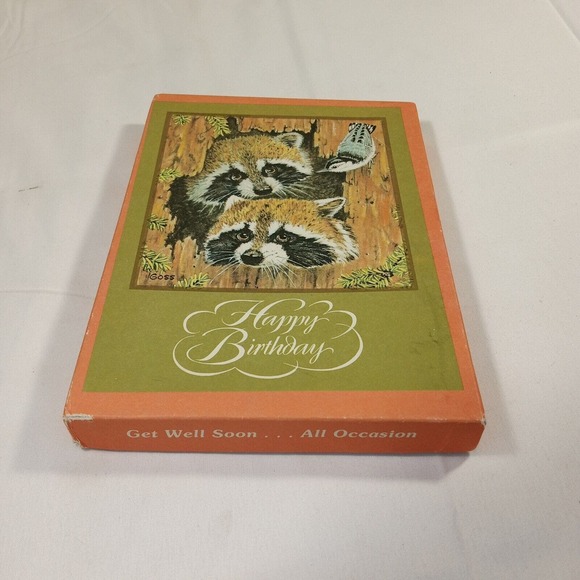 GOSS
Happy
Birthday
Get Well Soon . . . All Occasion